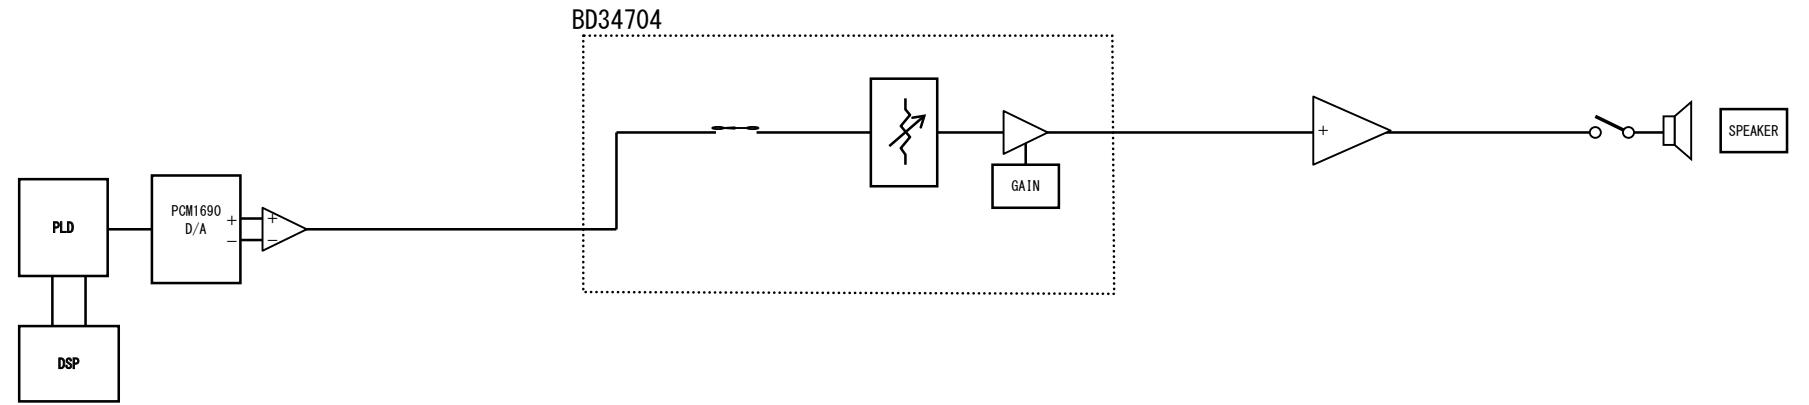 BD34704
GAIN
+
SPEAKER
PLD
PCM1690
D/A
+
−
+
−
DSP